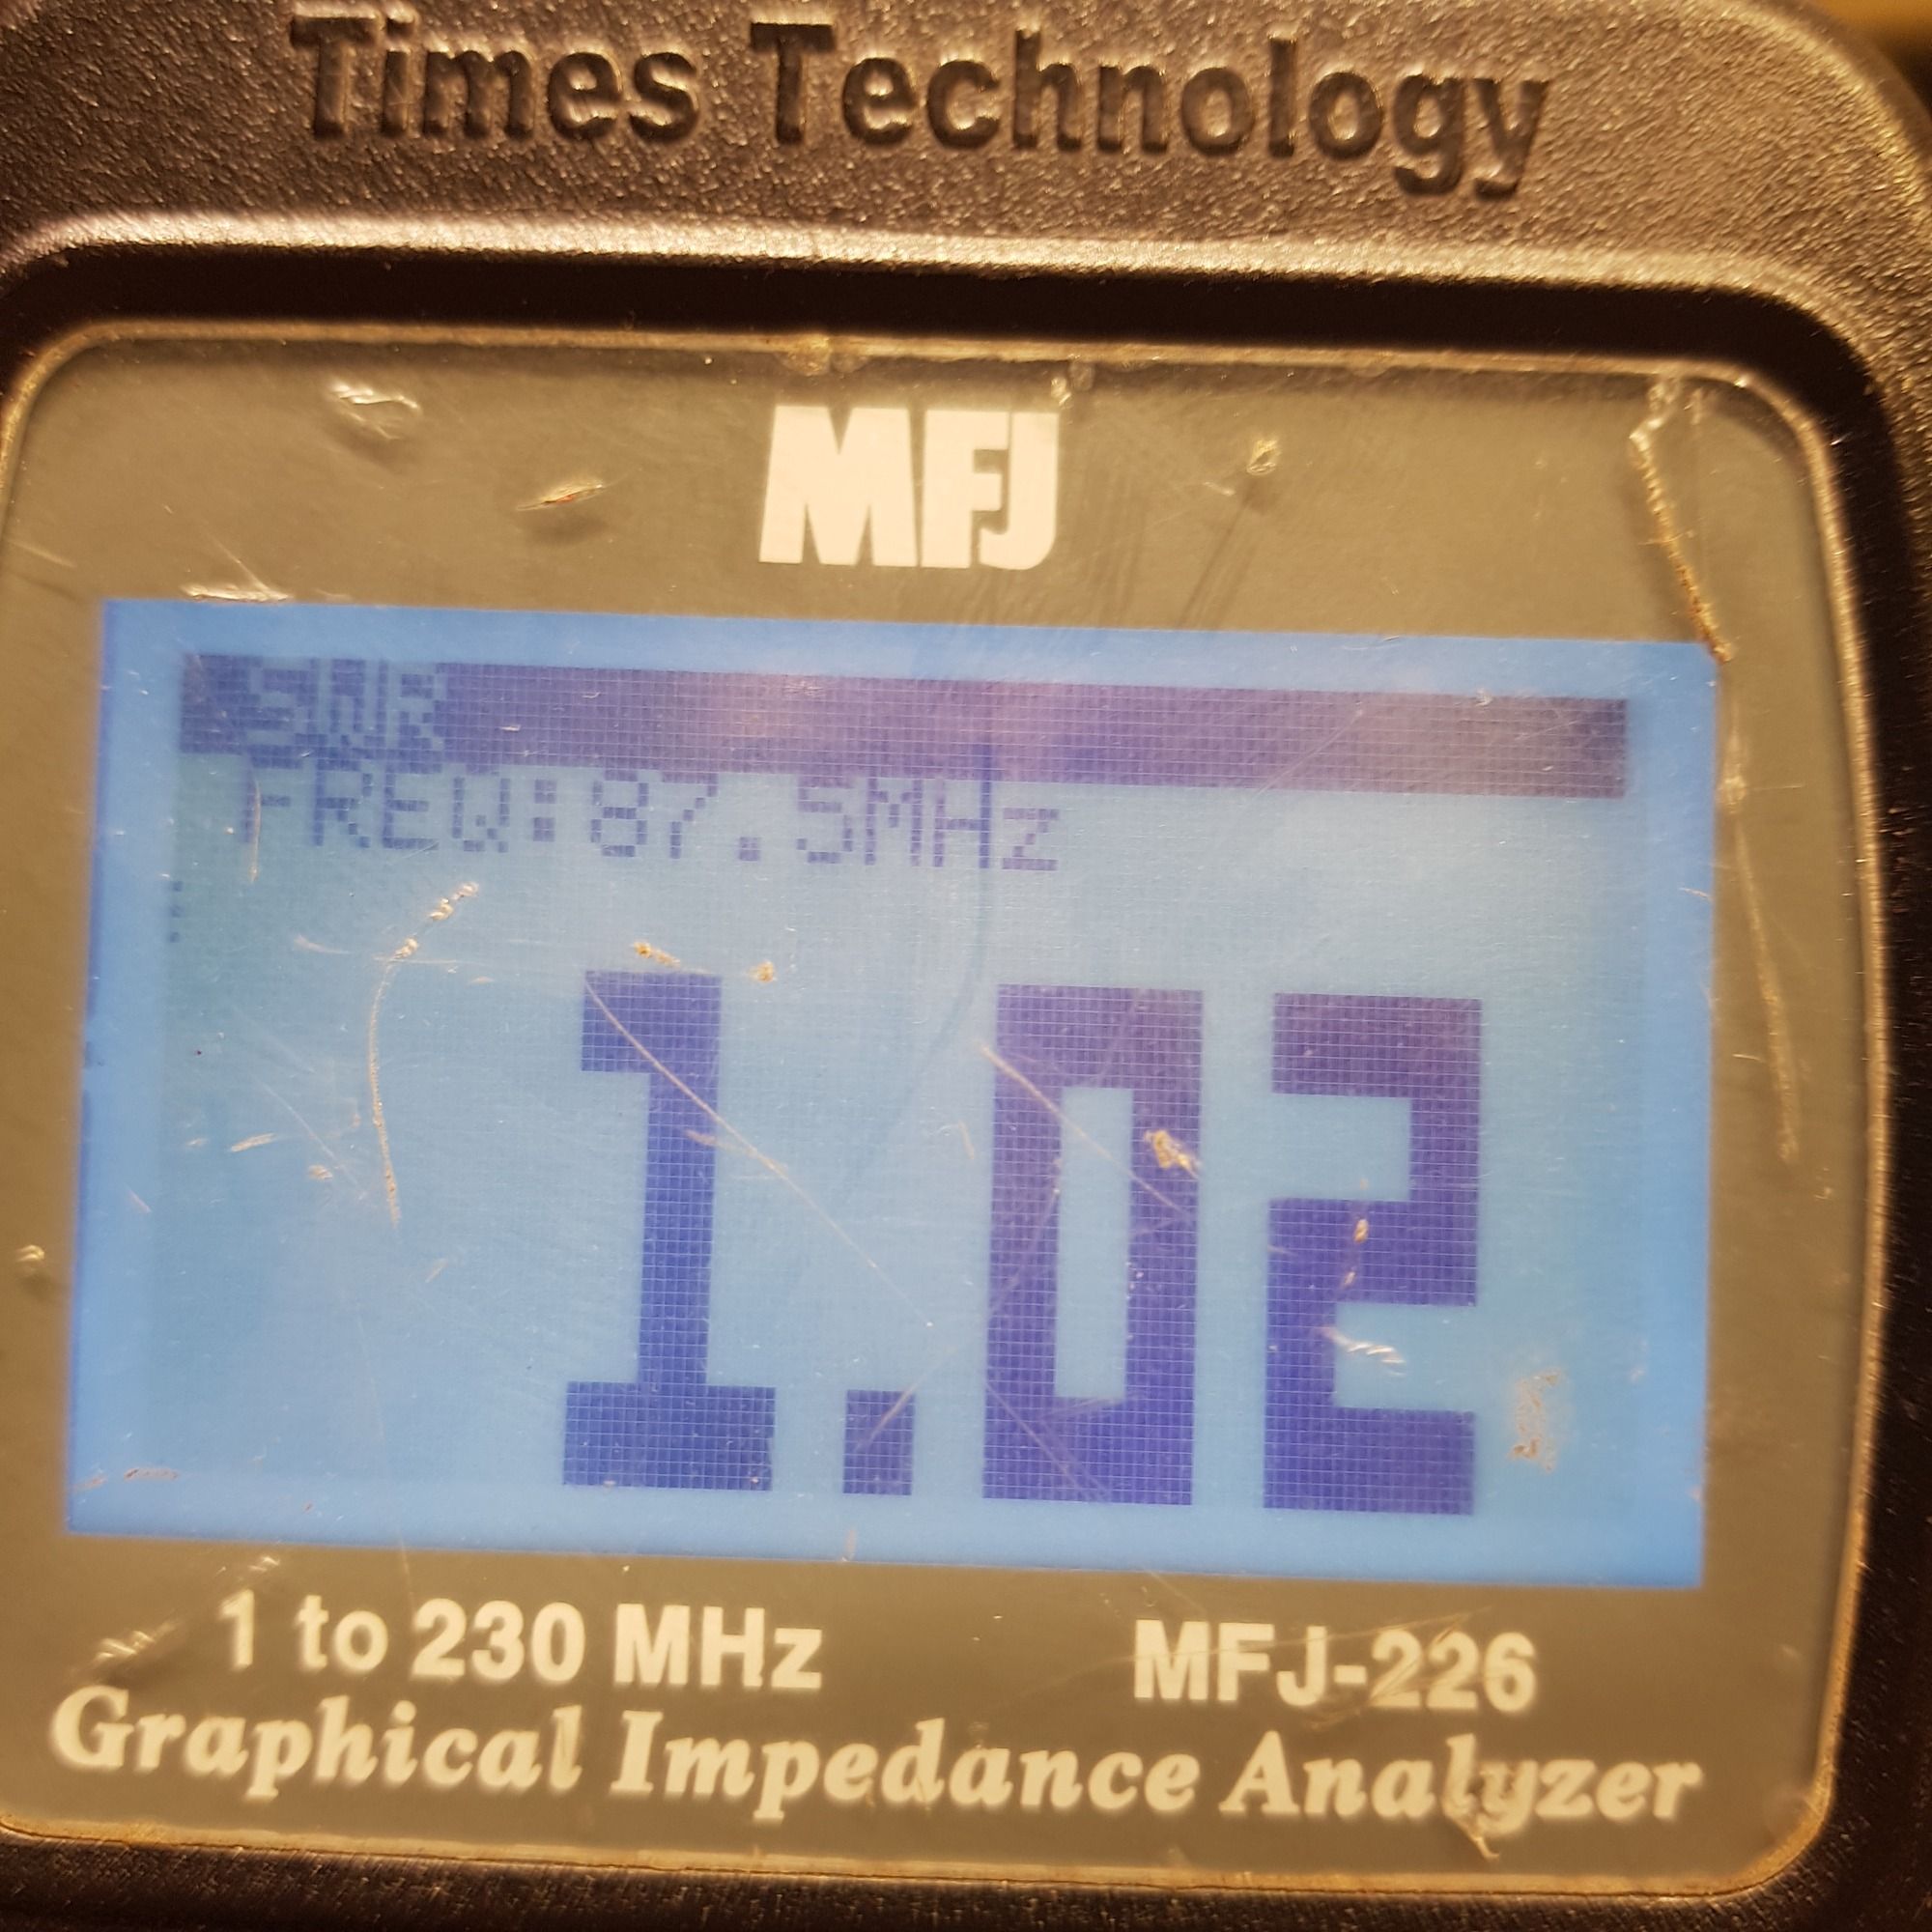 Times Technology
MFJ
SWR
FREQ:87.5MHz
1.02
1 to 230 MHz MFJ-226
Graphical Impedance Analyzer